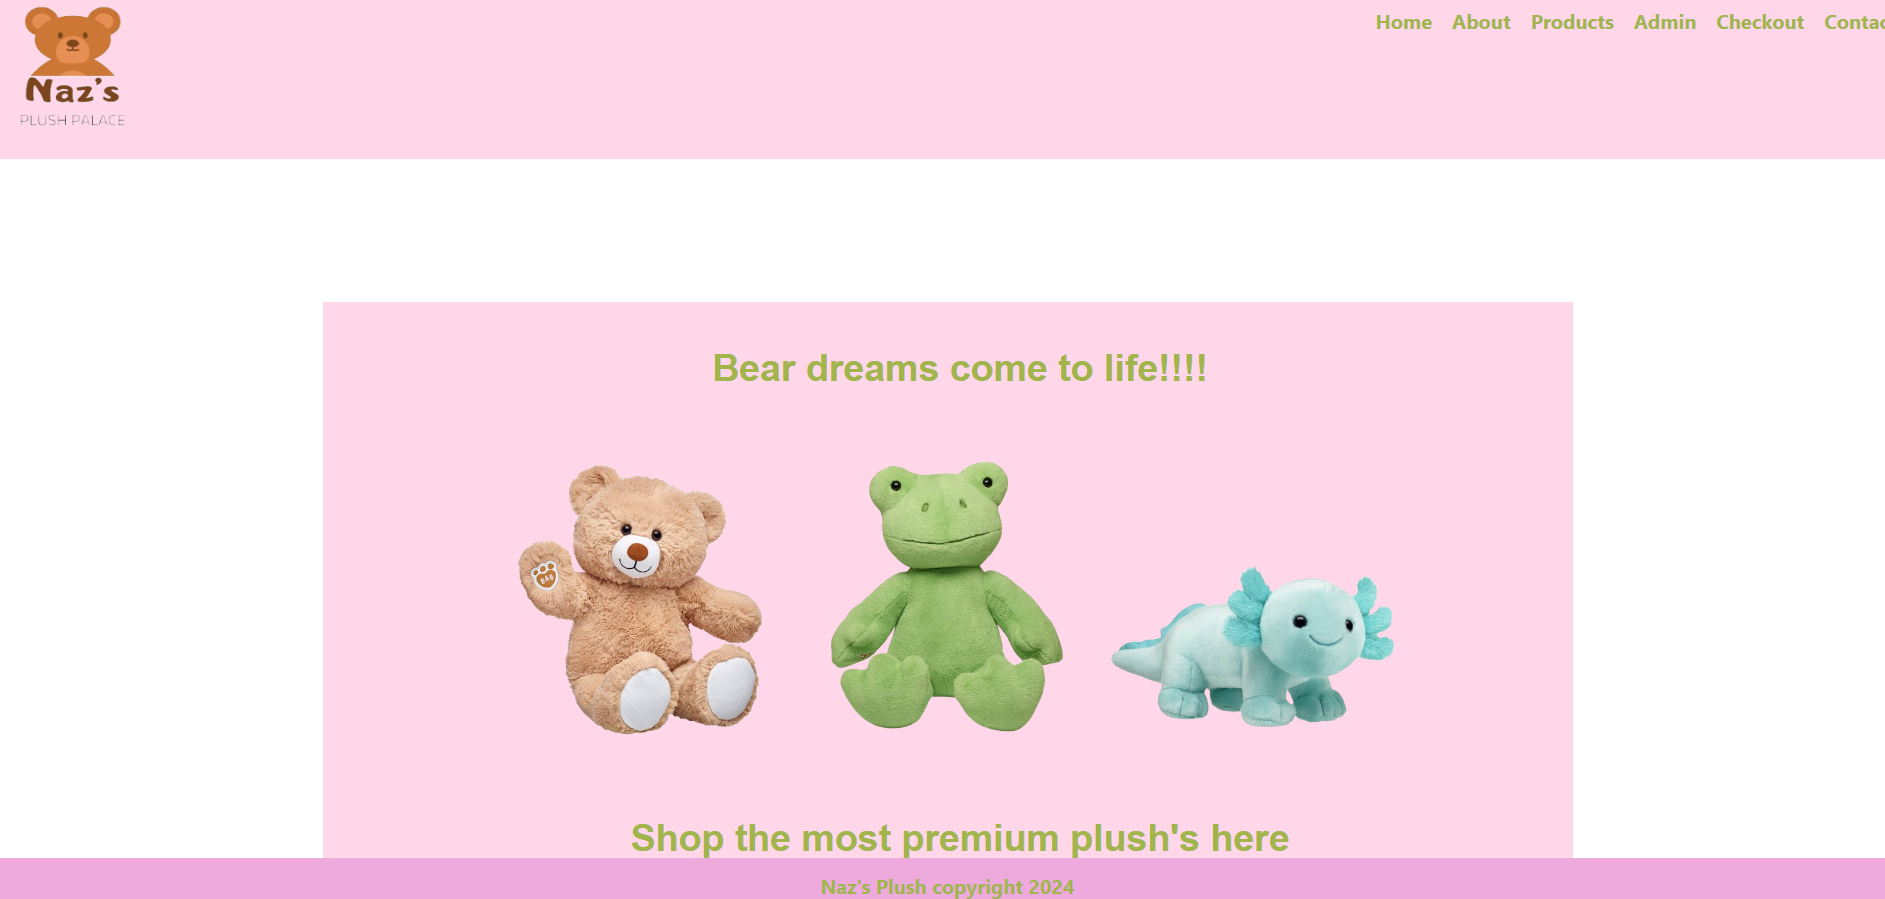 Naz's
PLUSH PALACE
Home About Products Admin Checkout Contac
Bear dreams come to life!!!!
BAB
Shop the most premium plush's here
Naz's Plush copyright 2024